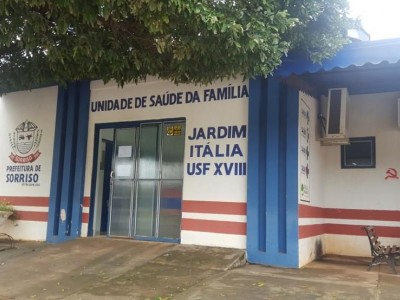 UNIDADE DE SAÚDE DA FAMÍLIA
JARDIM
ITÁLIA
USF XVIII
PREFEITURA DE
SORRISO